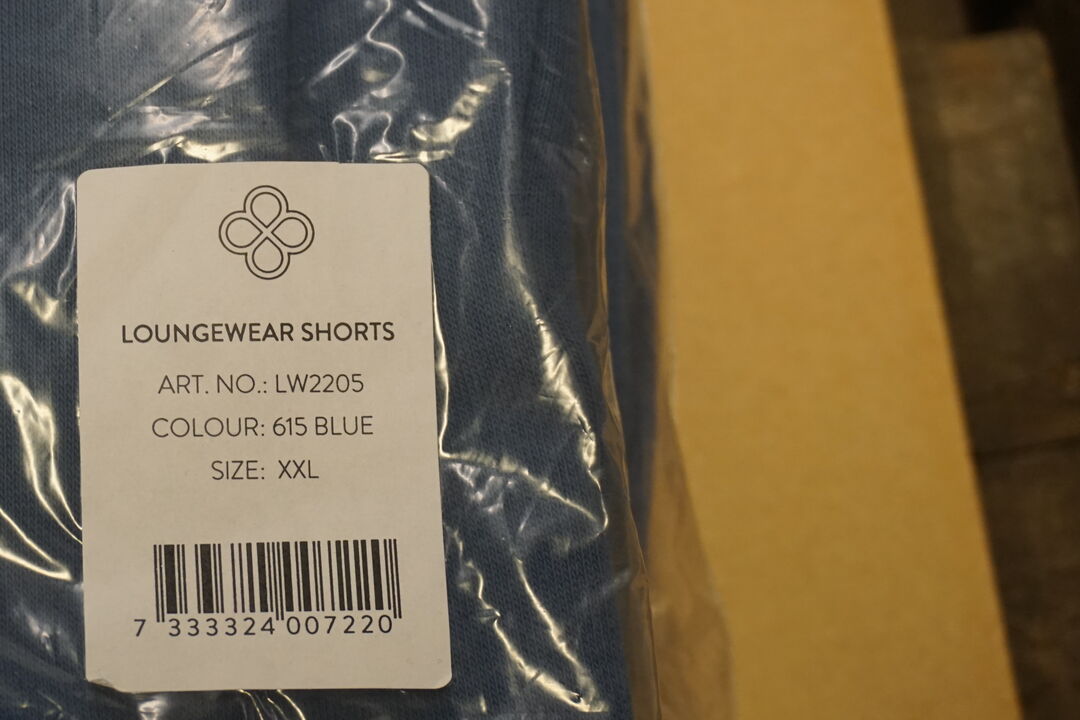 LOUNGEWEAR SHORTS
ART. NO.: LW2205
COLOUR: 615 BLUE
SIZE: XXL
7 333324 007220